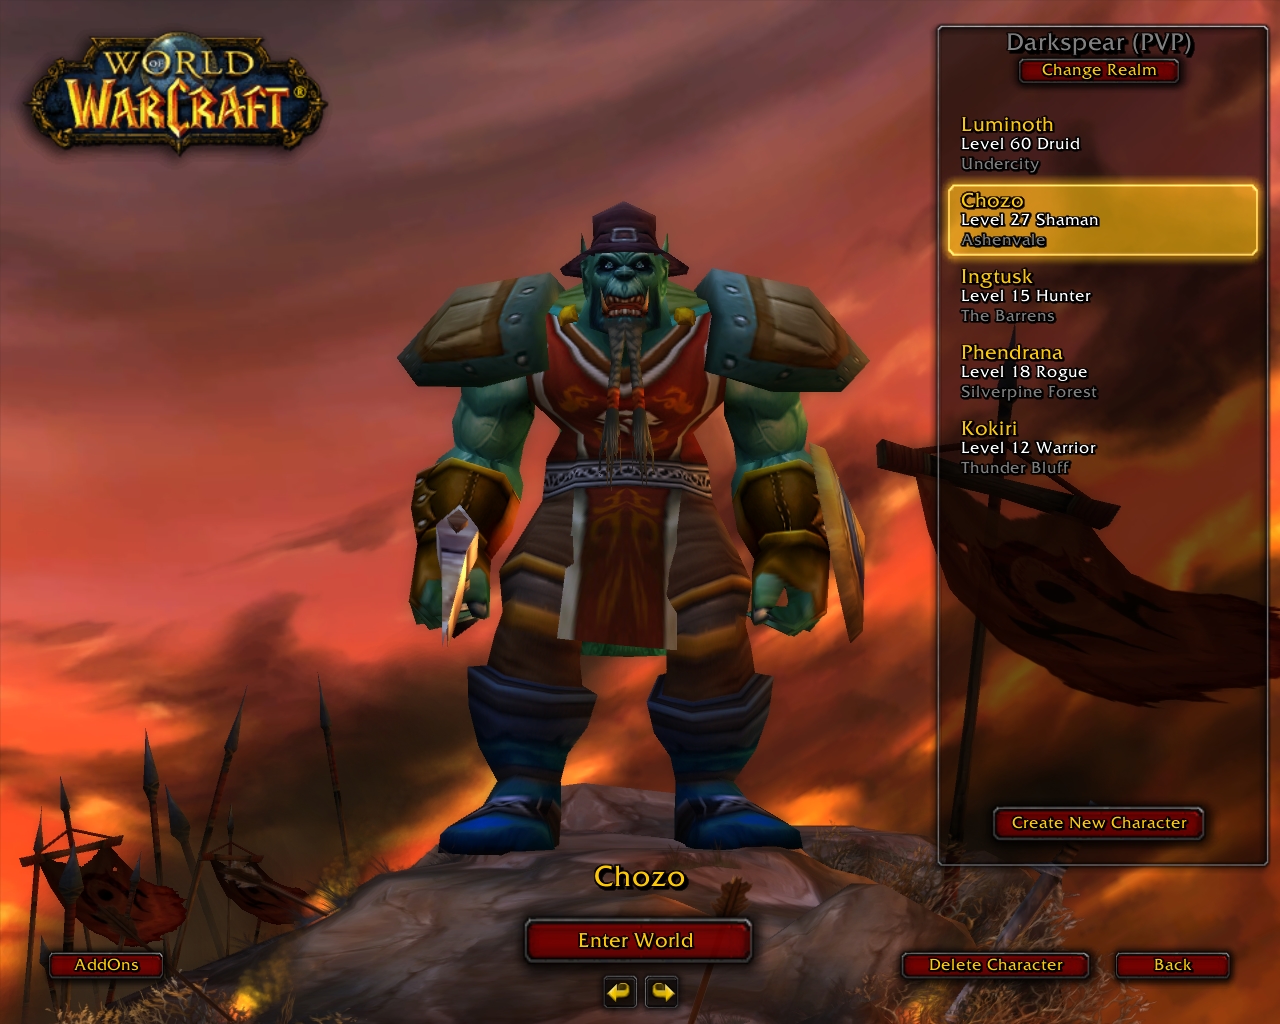 WORLD OF WARCRAFT®
Darkspear (PVP)
Change Realm
Luminoth
Level 60 Druid
Undercity
Chozo
Level 27 Shaman
Ashenvale
Ingtusk
Level 15 Hunter
The Barrens
Phendrana
Level 18 Rogue
Silverpine Forest
Kokiri
Level 12 Warrior
Thunder Bluff
Create New Character
Chozo
Enter World
AddOns
Delete Character
Back